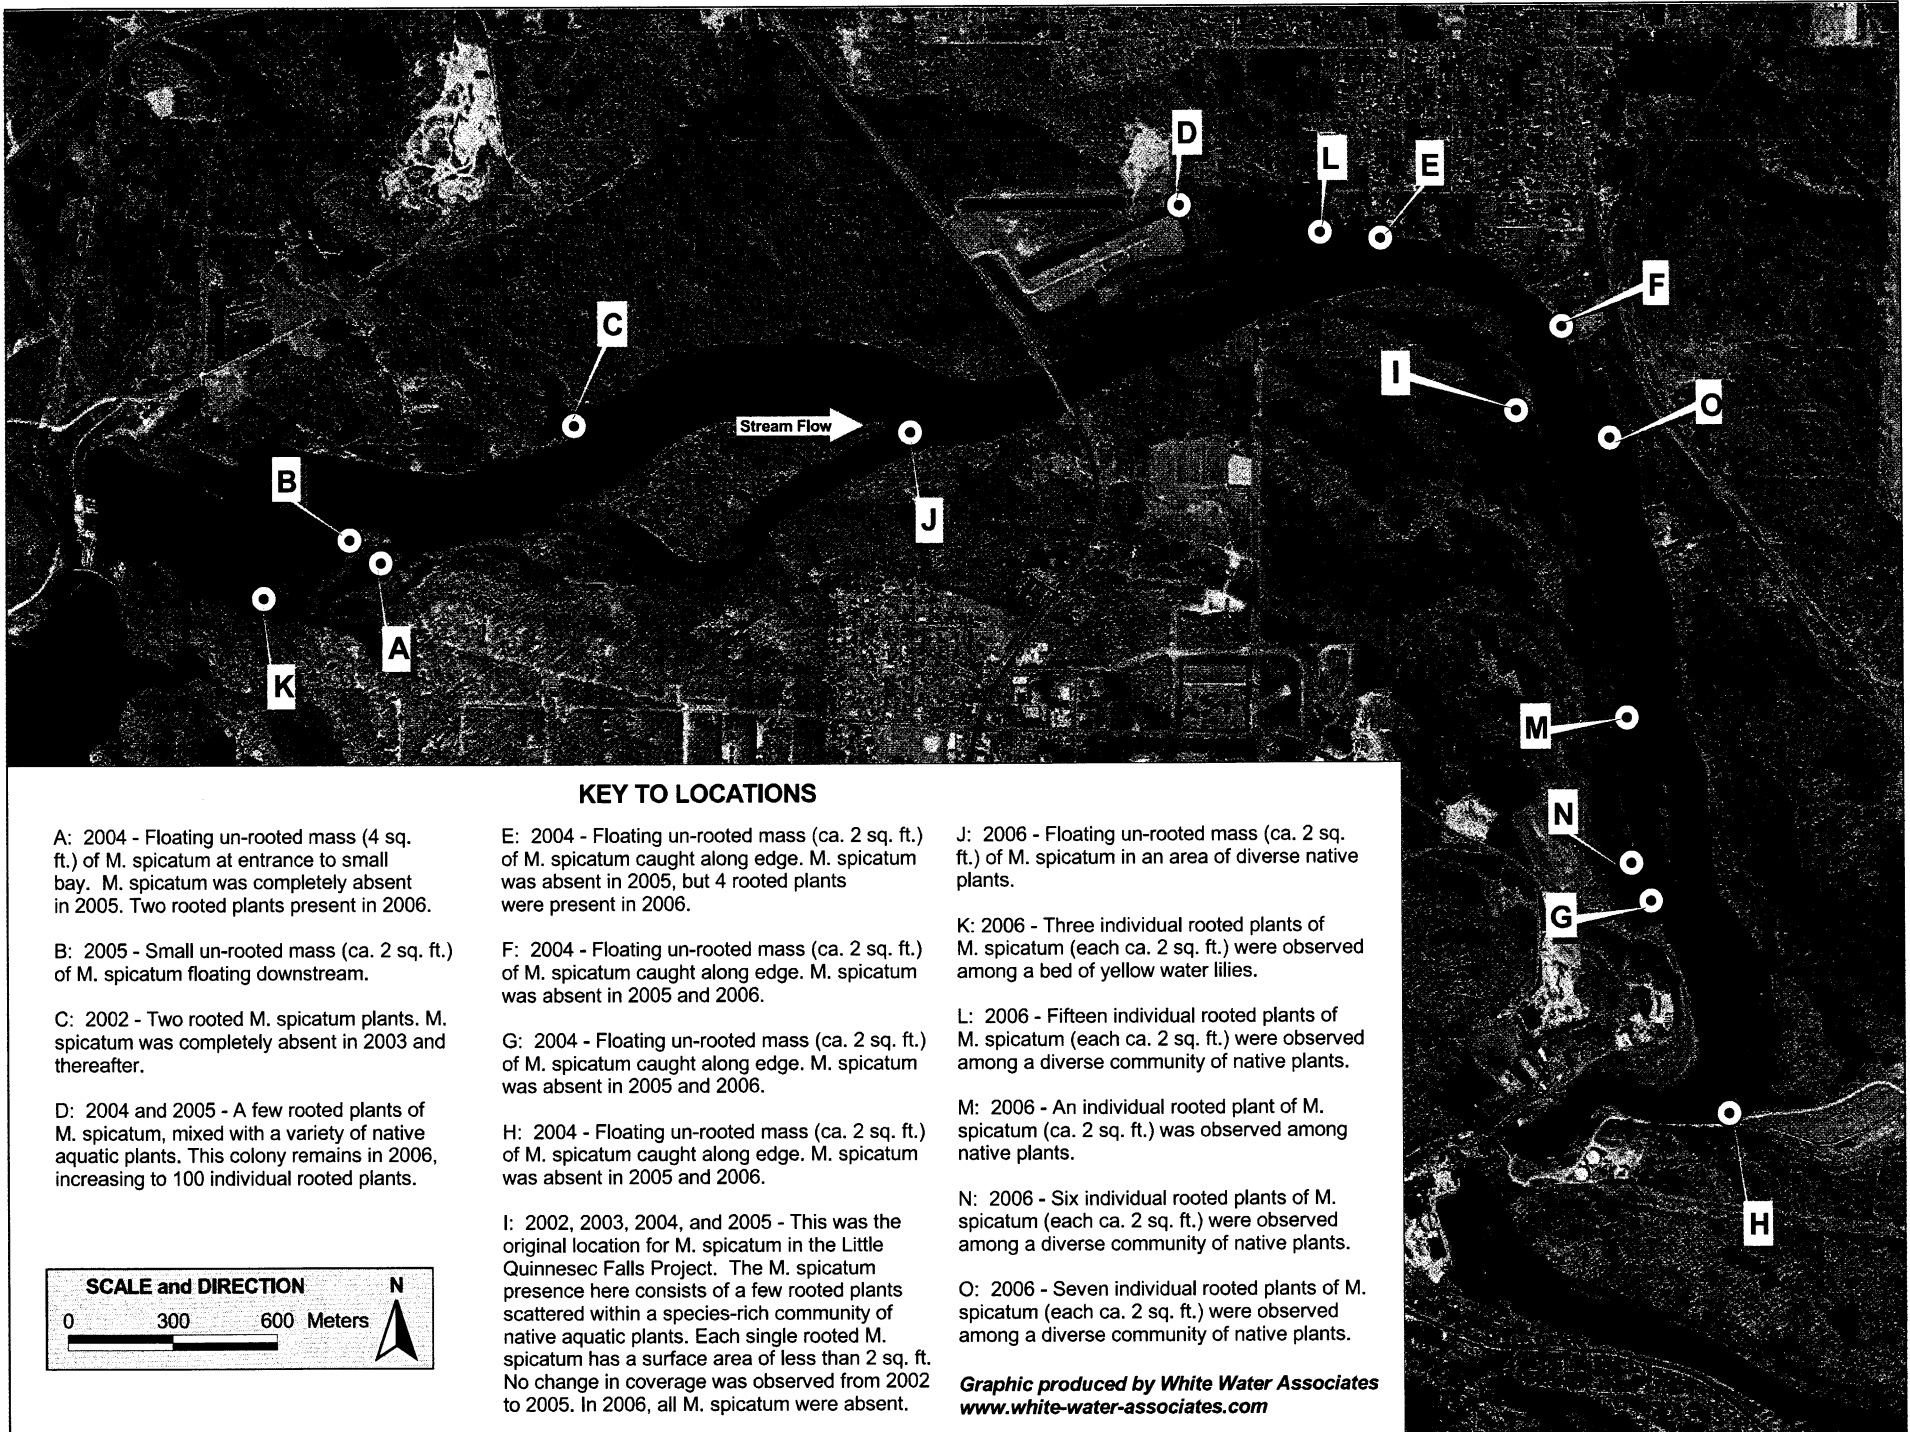 D
L
E
F
C
I
O
Stream Flow
B
J
A
K
M
N
G
H
KEY TO LOCATIONS
A: 2004 - Floating un-rooted mass (4 sq.
ft.) of M. spicatum at entrance to small
bay. M. spicatum was completely absent
in 2005. Two rooted plants present in 2006.
B: 2005 - Small un-rooted mass (ca. 2 sq. ft.)
of M. spicatum floating downstream.
C: 2002 - Two rooted M. spicatum plants. M.
spicatum was completely absent in 2003 and
thereafter.
D: 2004 and 2005 - A few rooted plants of
M. spicatum, mixed with a variety of native
aquatic plants. This colony remains in 2006,
increasing to 100 individual rooted plants.
SCALE and DIRECTION
N
0 300 600 Meters
E: 2004 - Floating un-rooted mass (ca. 2 sq. ft.)
of M. spicatum caught along edge. M. spicatum
was absent in 2005, but 4 rooted plants
were present in 2006.
F: 2004 - Floating un-rooted mass (ca. 2 sq. ft.)
of M. spicatum caught along edge. M. spicatum
was absent in 2005 and 2006.
G: 2004 - Floating un-rooted mass (ca. 2 sq. ft.)
of M. spicatum caught along edge. M. spicatum
was absent in 2005 and 2006.
H: 2004 - Floating un-rooted mass (ca. 2 sq. ft.)
of M. spicatum caught along edge. M. spicatum
was absent in 2005 and 2006.
I: 2002, 2003, 2004, and 2005 - This was the
original location for M. spicatum in the Little
Quinnesec Falls Project. The M. spicatum
presence here consists of a few rooted plants
scattered within a species-rich community of
native aquatic plants. Each single rooted M.
spicatum has a surface area of less than 2 sq. ft.
No change in coverage was observed from 2002
to 2005. In 2006, all M. spicatum were absent.
J: 2006 - Floating un-rooted mass (ca. 2 sq.
ft.) of M. spicatum in an area of diverse native
plants.
K: 2006 - Three individual rooted plants of
M. spicatum (each ca. 2 sq. ft.) were observed
among a bed of yellow water lilies.
L: 2006 - Fifteen individual rooted plants of
M. spicatum (each ca. 2 sq. ft.) were observed
among a diverse community of native plants.
M: 2006 - An individual rooted plant of M.
spicatum (ca. 2 sq. ft.) was observed among
native plants.
N: 2006 - Six individual rooted plants of M.
spicatum (each ca. 2 sq. ft.) were observed
among a diverse community of native plants.
O: 2006 - Seven individual rooted plants of M.
spicatum (each ca. 2 sq. ft.) were observed
among a diverse community of native plants.
Graphic produced by White Water Associates
www.white-water-associates.com